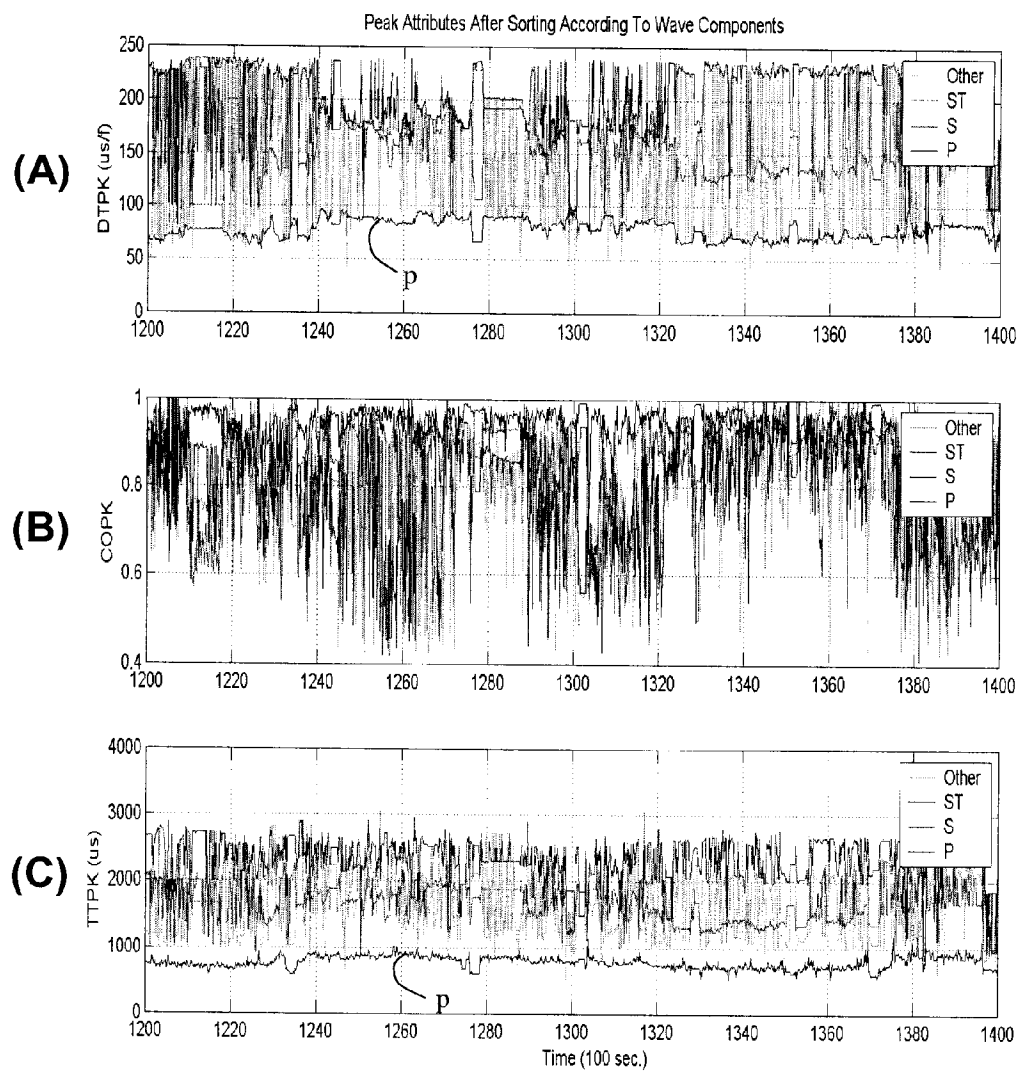 Peak Attributes After Sorting According To Wave Components
(A)
DTPK (us/f)
250
200
150
100
50
0
Other
ST
S
P
p
1200 1220 1240 1260 1280 1300 1320 1340 1360 1380 1400
(B)
COPK
1
0.8
0.6
0.4
Other
ST
S
P
1200 1220 1240 1260 1280 1300 1320 1340 1360 1380 1400
(C)
TTPK (us)
4000
3000
2000
1000
0
Other
ST
S
P
p
1200 1220 1240 1260 1280 1300 1320 1340 1360 1380 1400
Time (100 sec.)